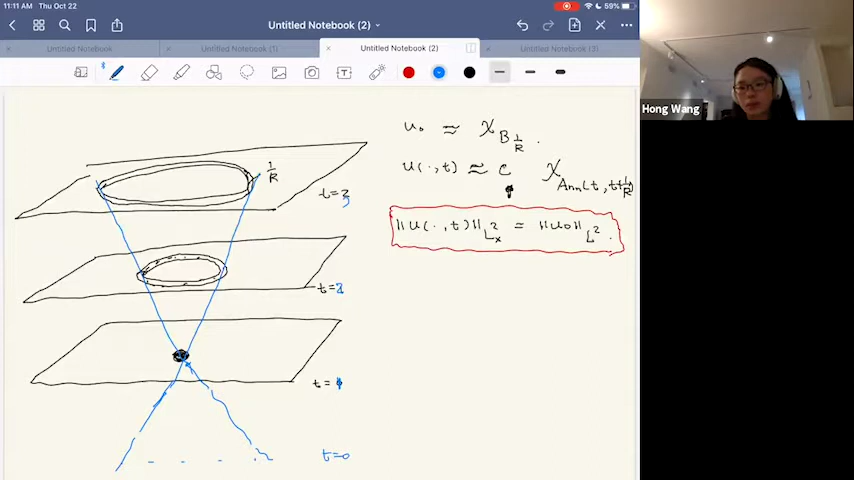 11:11 AM Thu Oct 22
59%
Untitled Notebook (2)
Untitled Notebook
Untitled Notebook (1)
Untitled Notebook (2)
Untitled Notebook (3)
Hong Wang
u₀ ≈ χ_{B_{1/R}}.
u(·,t) ≈ c χ_{Ann(t, t+1/R)}
‖u(·,t)‖_{L²_x} = ‖u₀‖_{L²}.
1/R
t=3
t=2
t=
t=0